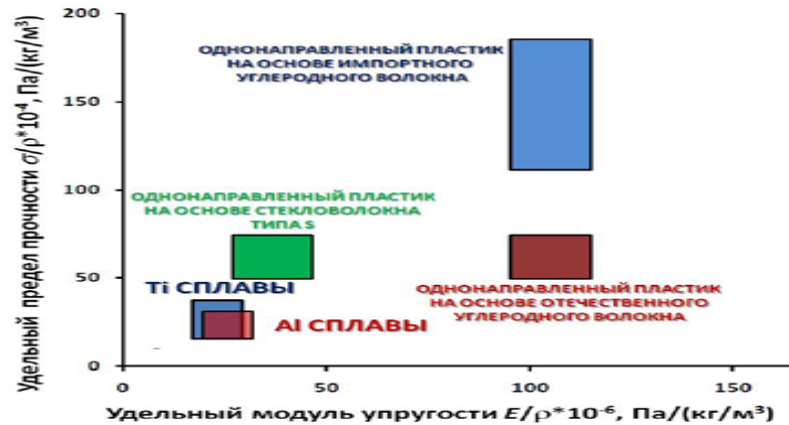 200
ОДНОНАПРАВЛЕННЫЙ ПЛАСТИК
НА ОСНОВЕ ИМПОРТНОГО
УГЛЕРОДНОГО ВОЛОКНА
150
100
ОДНОНАПРАВЛЕННЫЙ ПЛАСТИК
НА ОСНОВЕ СТЕКЛОВОЛОКНА
ТИПА S
50
Ti СПЛАВЫ
ОДНОНАПРАВЛЕННЫЙ ПЛАСТИК
НА ОСНОВЕ ОТЕЧЕСТВЕННОГО
УГЛЕРОДНОГО ВОЛОКНА
Al СПЛАВЫ
0
0 50 100 150
Удельный предел прочности σ/ρ*10⁻⁴, Па/(кг/м³)
Удельный модуль упругости E/ρ*10⁻⁶, Па/(кг/м³)